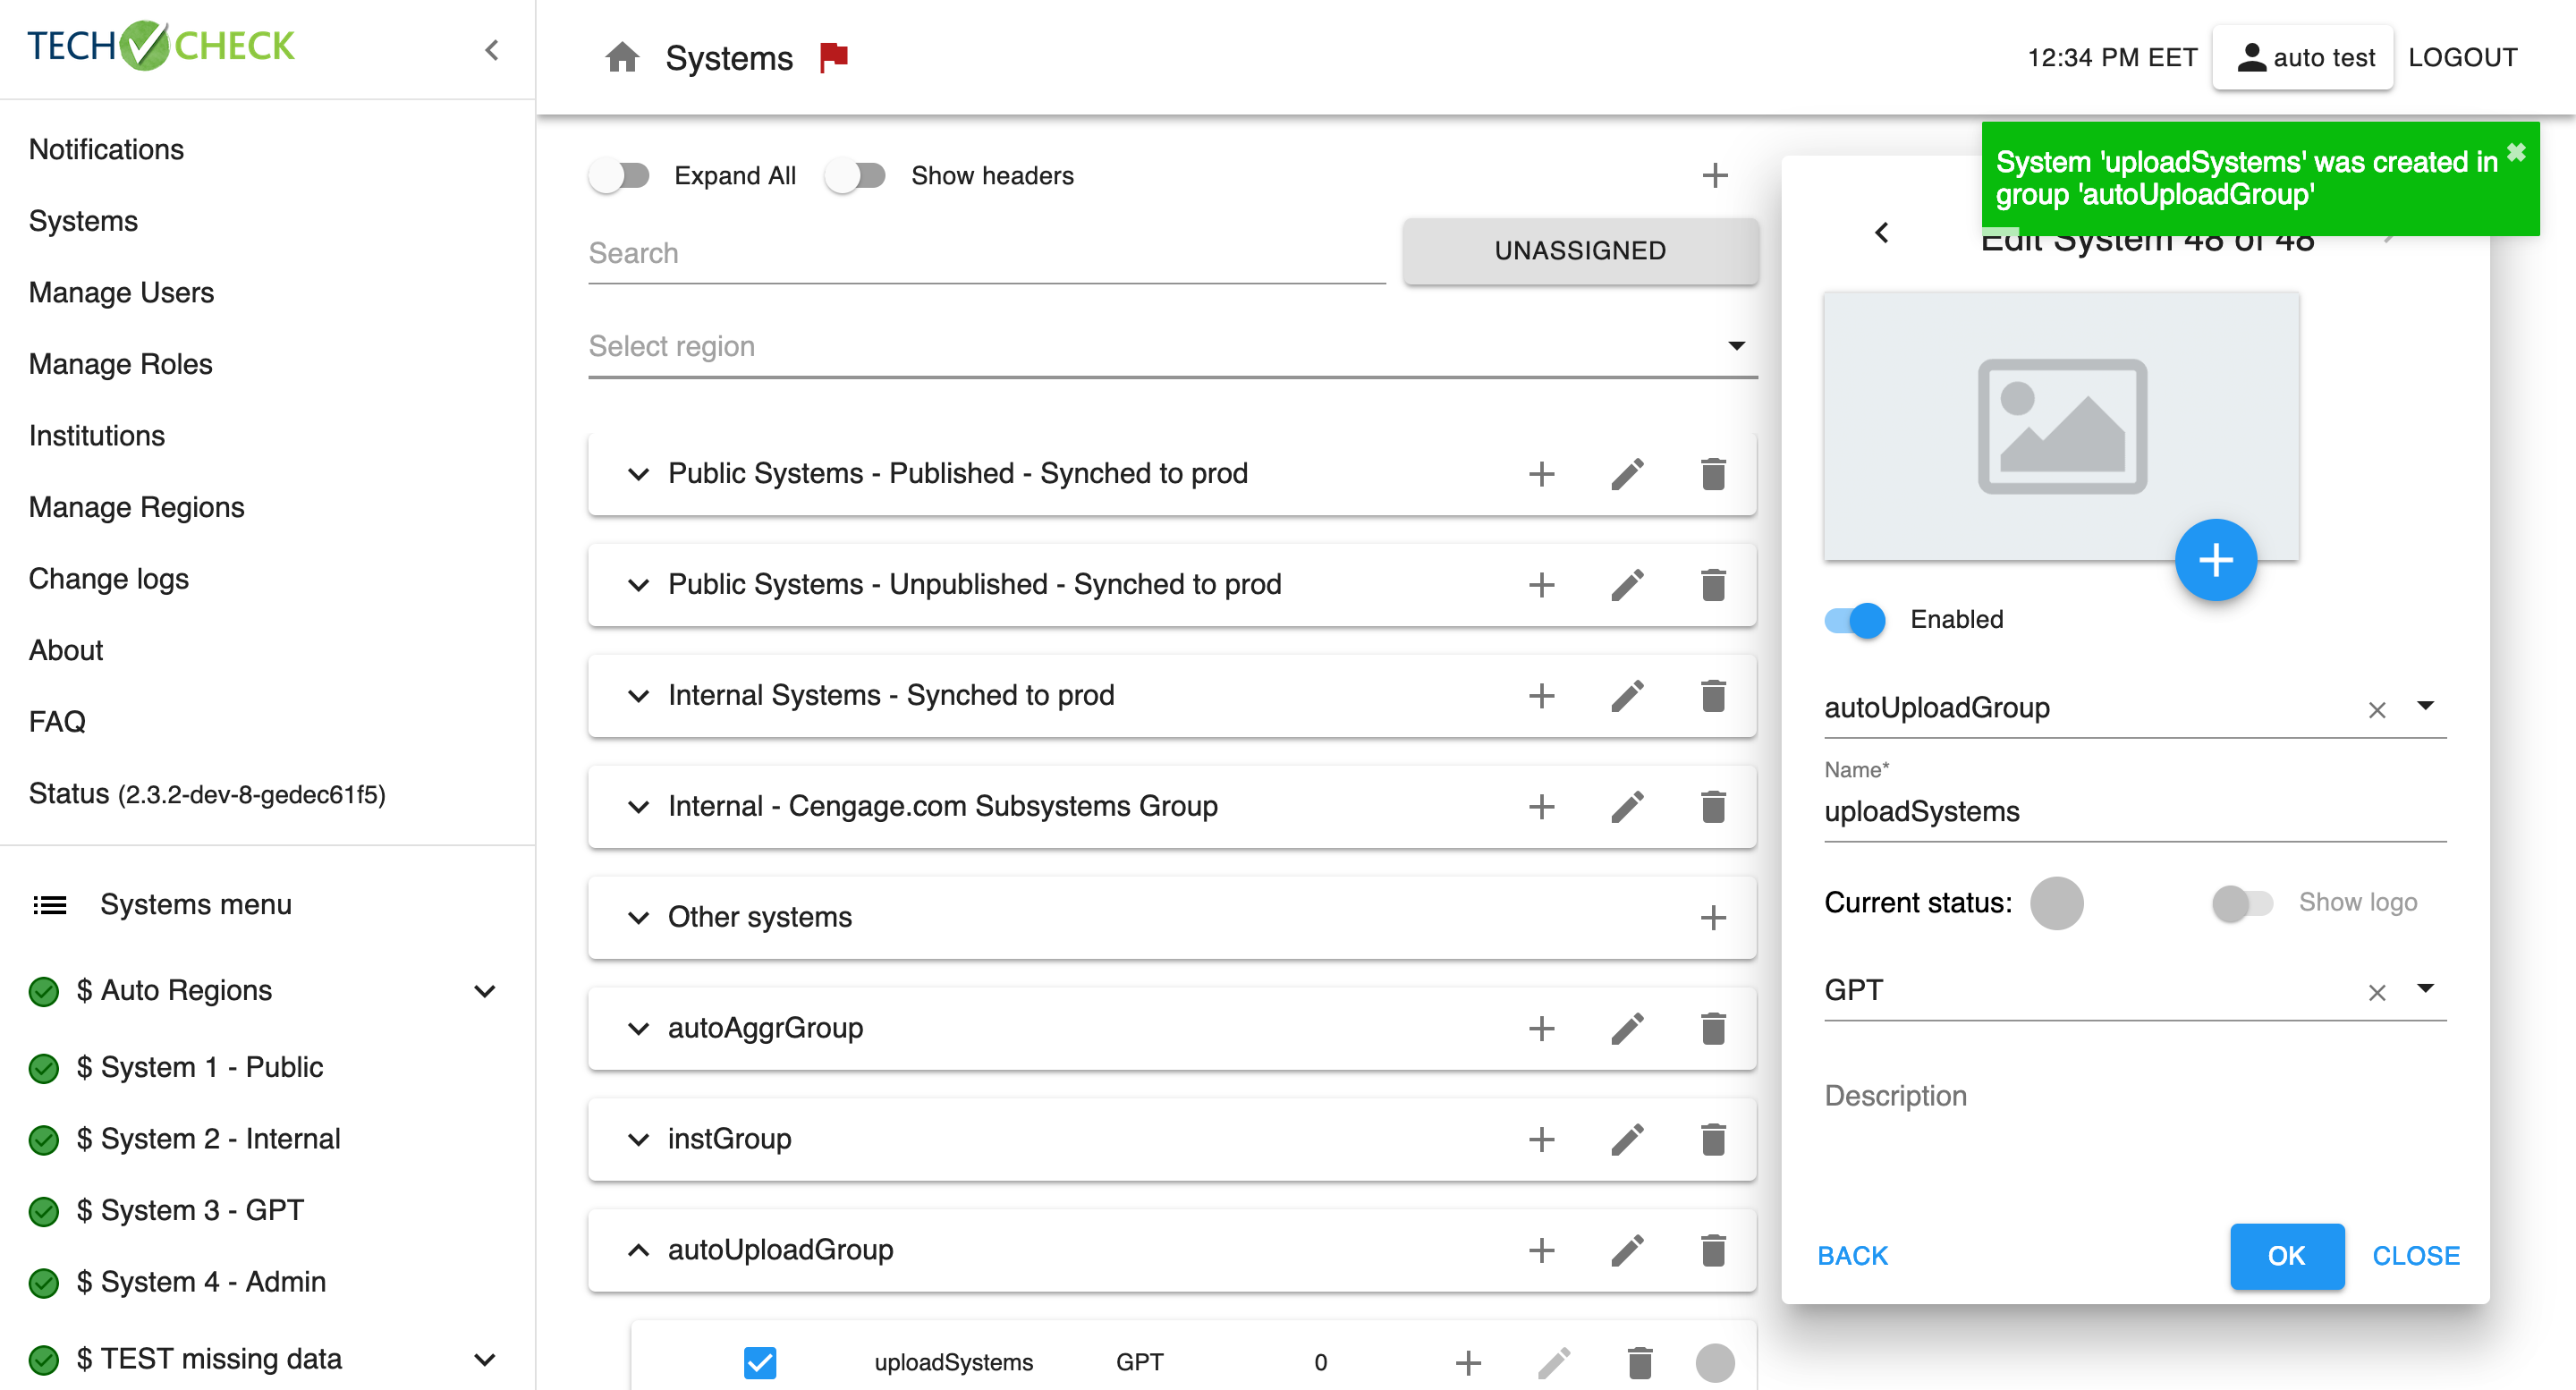 TECH CHECK
Notifications
Systems
Manage Users
Manage Roles
Institutions
Manage Regions
Change logs
About
FAQ
Status (2.3.2-dev-8-gedec61f5)
Systems menu
$ Auto Regions
$ System 1 - Public
$ System 2 - Internal
$ System 3 - GPT
$ System 4 - Admin
$ TEST missing data
Systems
12:34 PM EET
auto test
LOGOUT
Expand All
Show headers
Search
UNASSIGNED
Select region
Public Systems - Published - Synched to prod
Public Systems - Unpublished - Synched to prod
Internal Systems - Synched to prod
Internal - Cengage.com Subsystems Group
Other systems
autoAggrGroup
instGroup
autoUploadGroup
uploadSystems GPT 0
System 'uploadSystems' was created in
group 'autoUploadGroup'
Edit System 48 of 48
Enabled
autoUploadGroup
Name*
uploadSystems
Current status:
Show logo
GPT
Description
BACK
OK
CLOSE